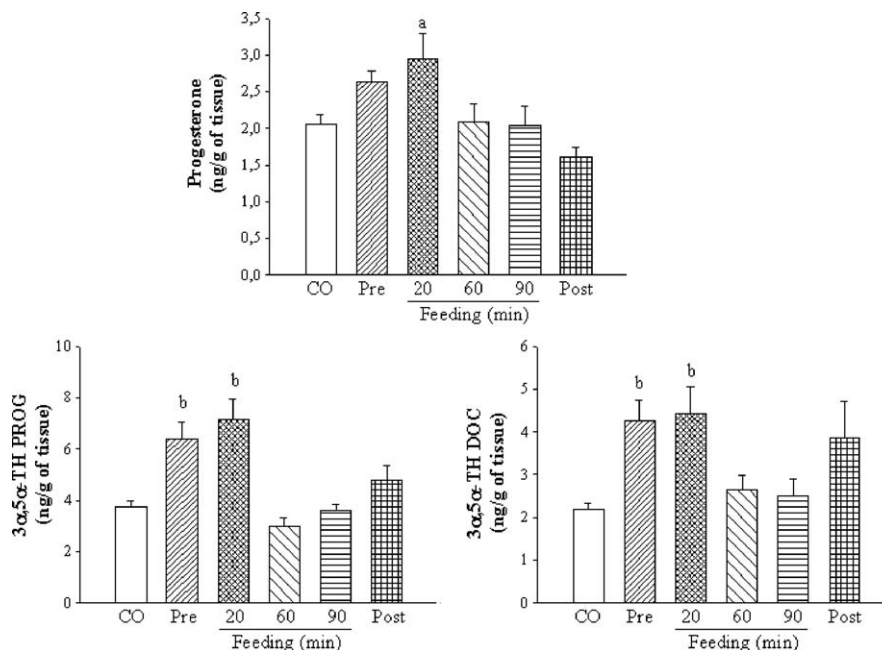 a
3,5
3,0
2,5
2,0
1,5
1,0
0,5
0,0
Progesterone
(ng/g of tissue)
CO Pre 20 60 90 Post
Feeding (min)
10
8
6
4
2
0
3α,5α-TH PROG
(ng/g of tissue)
b b
CO Pre 20 60 90 Post
Feeding (min)
6
5
4
3
2
1
0
3α,5α-TH DOC
(ng/g of tissue)
b b
CO Pre 20 60 90 Post
Feeding (min)